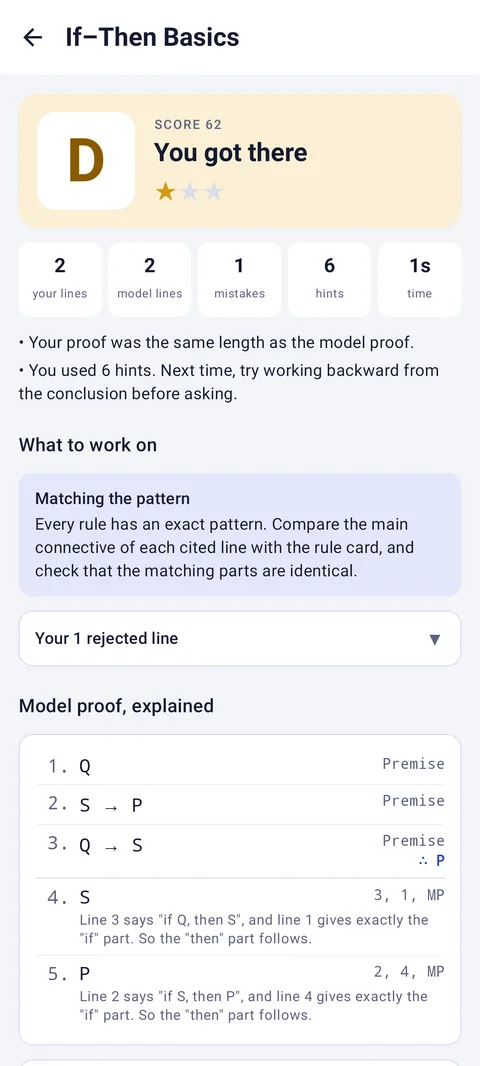 ← If–Then Basics
D
SCORE 62
You got there
2
your lines
2
model lines
1
mistakes
6
hints
1s
time
• Your proof was the same length as the model proof.
• You used 6 hints. Next time, try working backward from
the conclusion before asking.
What to work on
Matching the pattern
Every rule has an exact pattern. Compare the main
connective of each cited line with the rule card, and
check that the matching parts are identical.
Your 1 rejected line ▼
Model proof, explained
1. Q Premise
2. S → P Premise
3. Q → S Premise
∴ P
4. S 3, 1, MP
Line 3 says "if Q, then S", and line 1 gives exactly the
"if" part. So the "then" part follows.
5. P 2, 4, MP
Line 2 says "if S, then P", and line 4 gives exactly the
"if" part. So the "then" part follows.